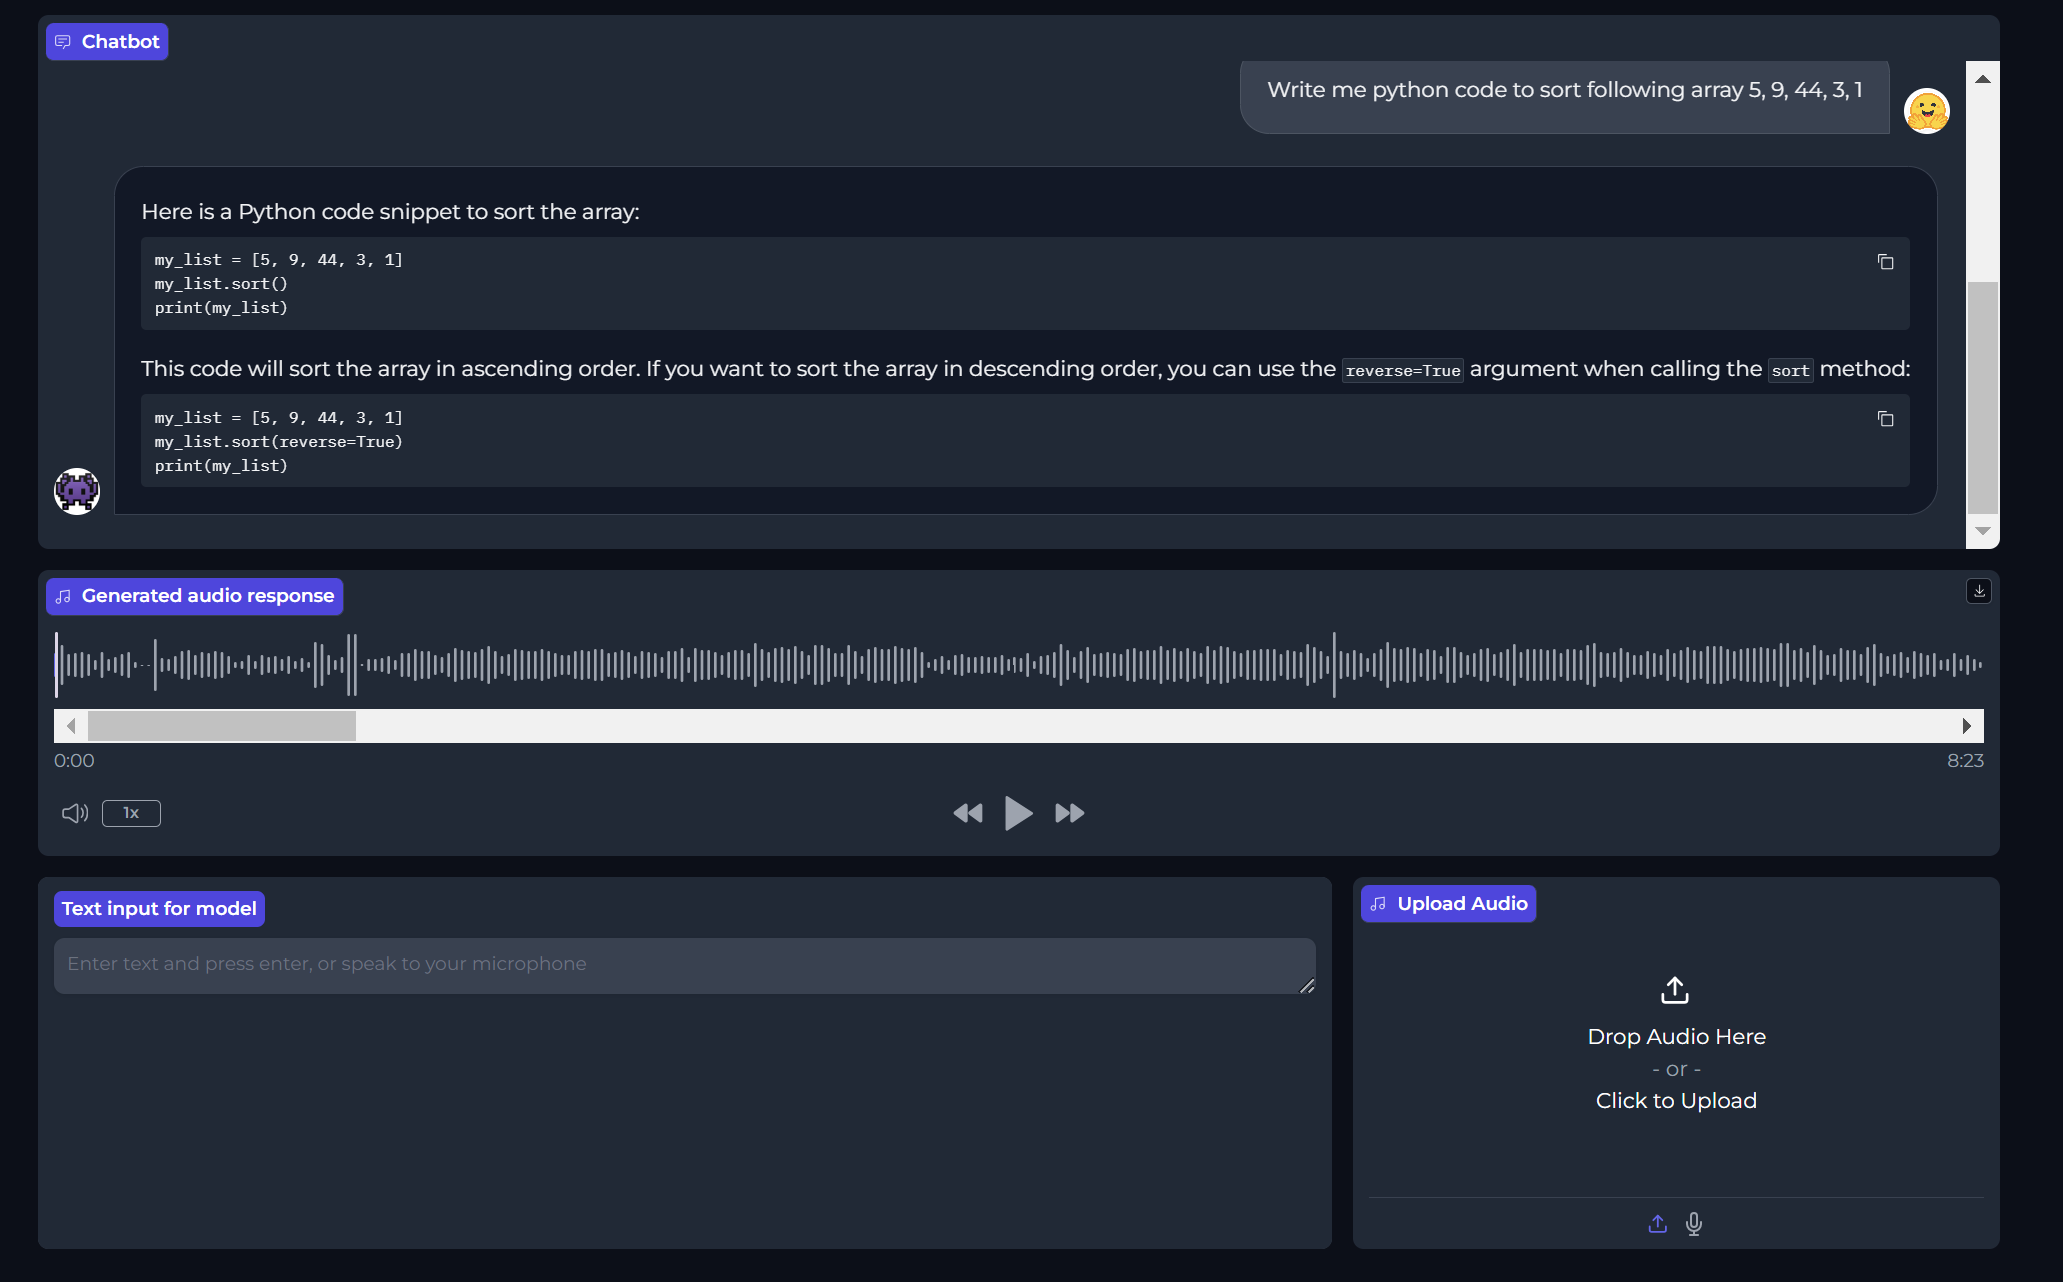 Chatbot
Write me python code to sort following array 5, 9, 44, 3, 1
Here is a Python code snippet to sort the array:
my_list = [5, 9, 44, 3, 1]
my_list.sort()
print(my_list)
This code will sort the array in ascending order. If you want to sort the array in descending order, you can use the reverse=True argument when calling the sort method:
my_list = [5, 9, 44, 3, 1]
my_list.sort(reverse=True)
print(my_list)
Generated audio response
0:00
8:23
1x
Text input for model
Enter text and press enter, or speak to your microphone
Upload Audio
Drop Audio Here
- or -
Click to Upload